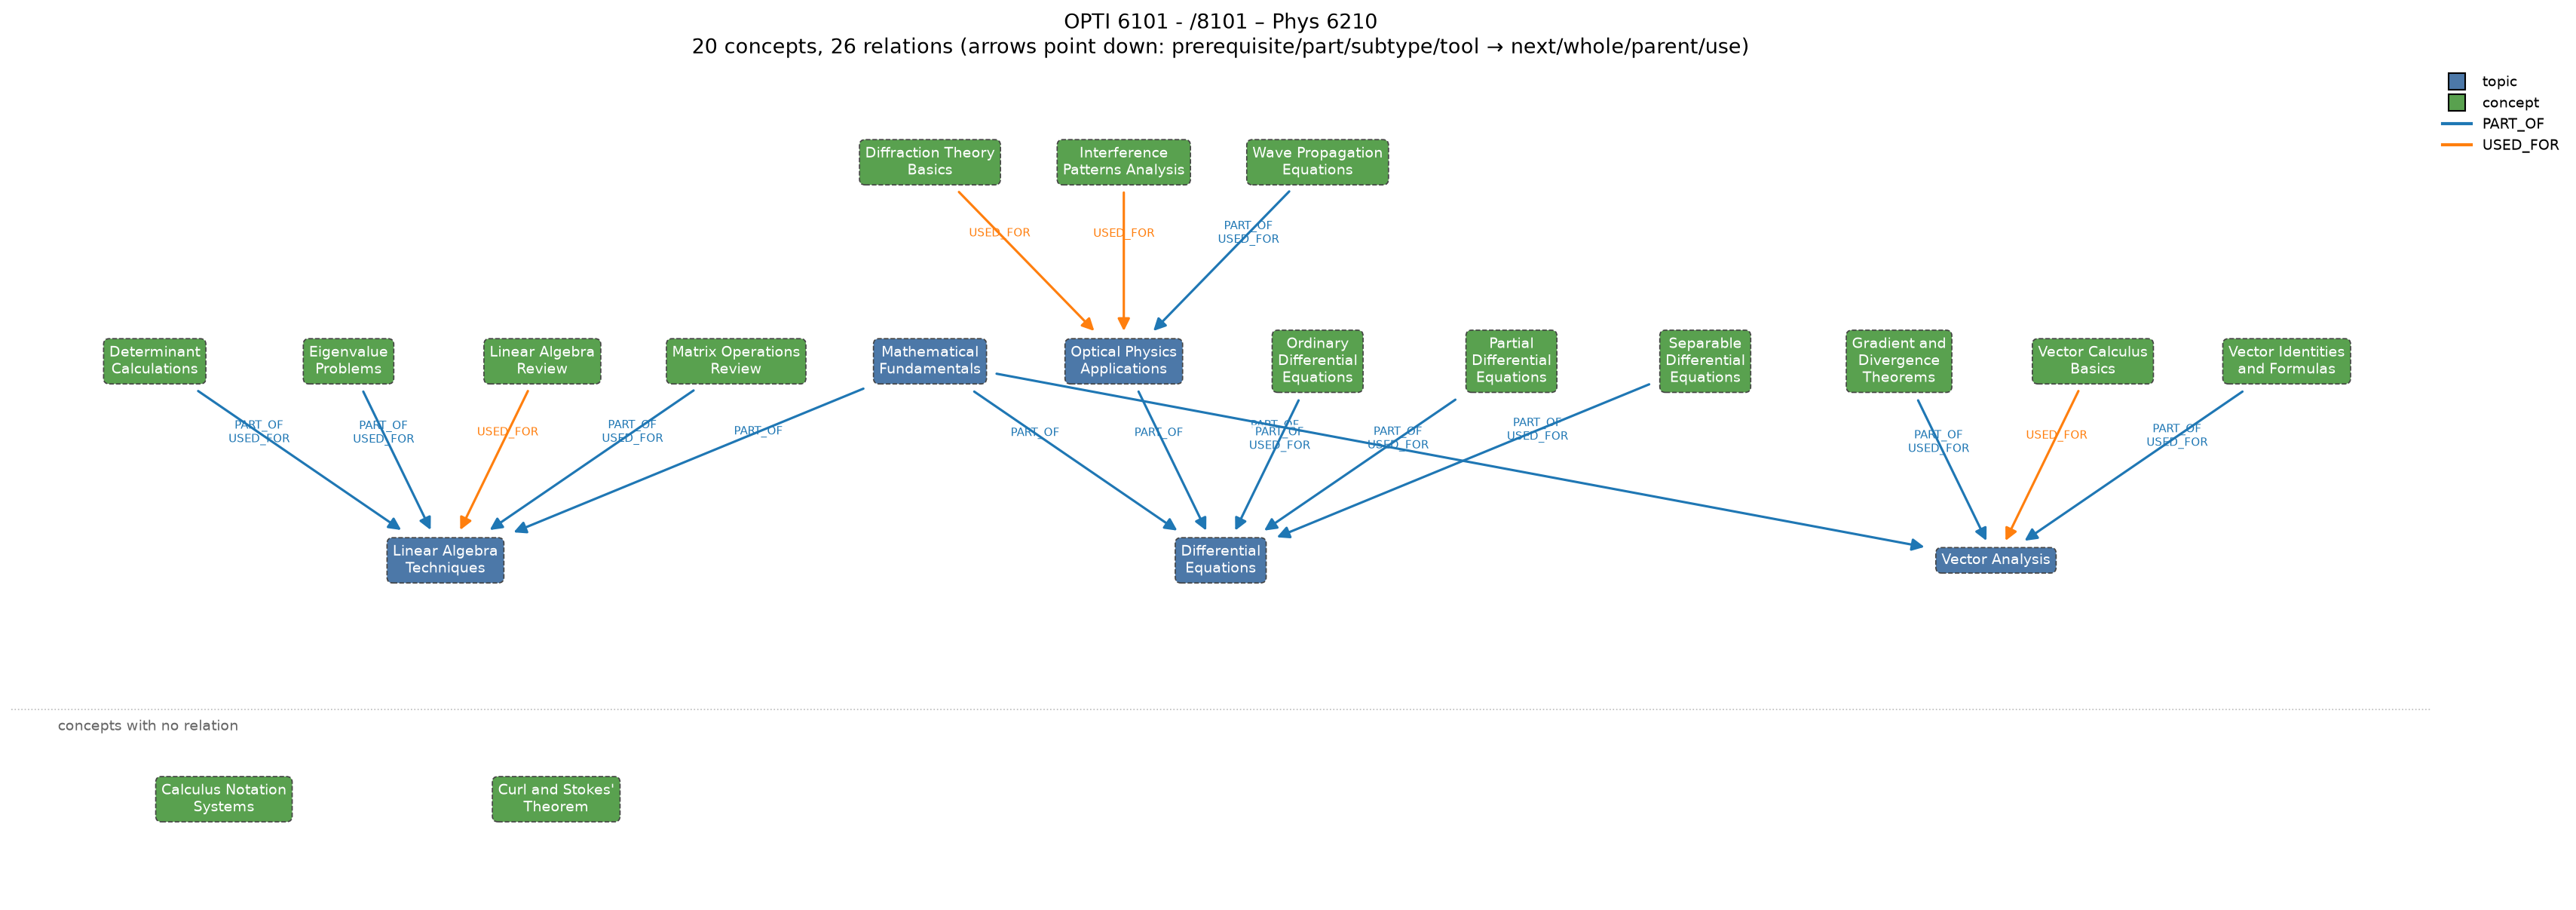 OPTI 6101 - /8101 – Phys 6210
20 concepts, 26 relations (arrows point down: prerequisite/part/subtype/tool → next/whole/parent/use)
topic
concept
PART_OF
USED_FOR
Diffraction Theory
Basics
Interference
Patterns Analysis
Wave Propagation
Equations
USED_FOR
USED_FOR
PART_OF
USED_FOR
Determinant
Calculations
Eigenvalue
Problems
Linear Algebra
Review
Matrix Operations
Review
Mathematical
Fundamentals
Optical Physics
Applications
Ordinary
Differential
Equations
Partial
Differential
Equations
Separable
Differential
Equations
Gradient and
Divergence
Theorems
Vector Calculus
Basics
Vector Identities
and Formulas
PART_OF
USED_FOR
PART_OF
USED_FOR
USED_FOR
PART_OF
USED_FOR
PART_OF
PART_OF
PART_OF
PART_OF
PART_OF
USED_FOR
PART_OF
USED_FOR
PART_OF
USED_FOR
PART_OF
USED_FOR
USED_FOR
PART_OF
USED_FOR
Linear Algebra
Techniques
Differential
Equations
Vector Analysis
concepts with no relation
Calculus Notation
Systems
Curl and Stokes'
Theorem